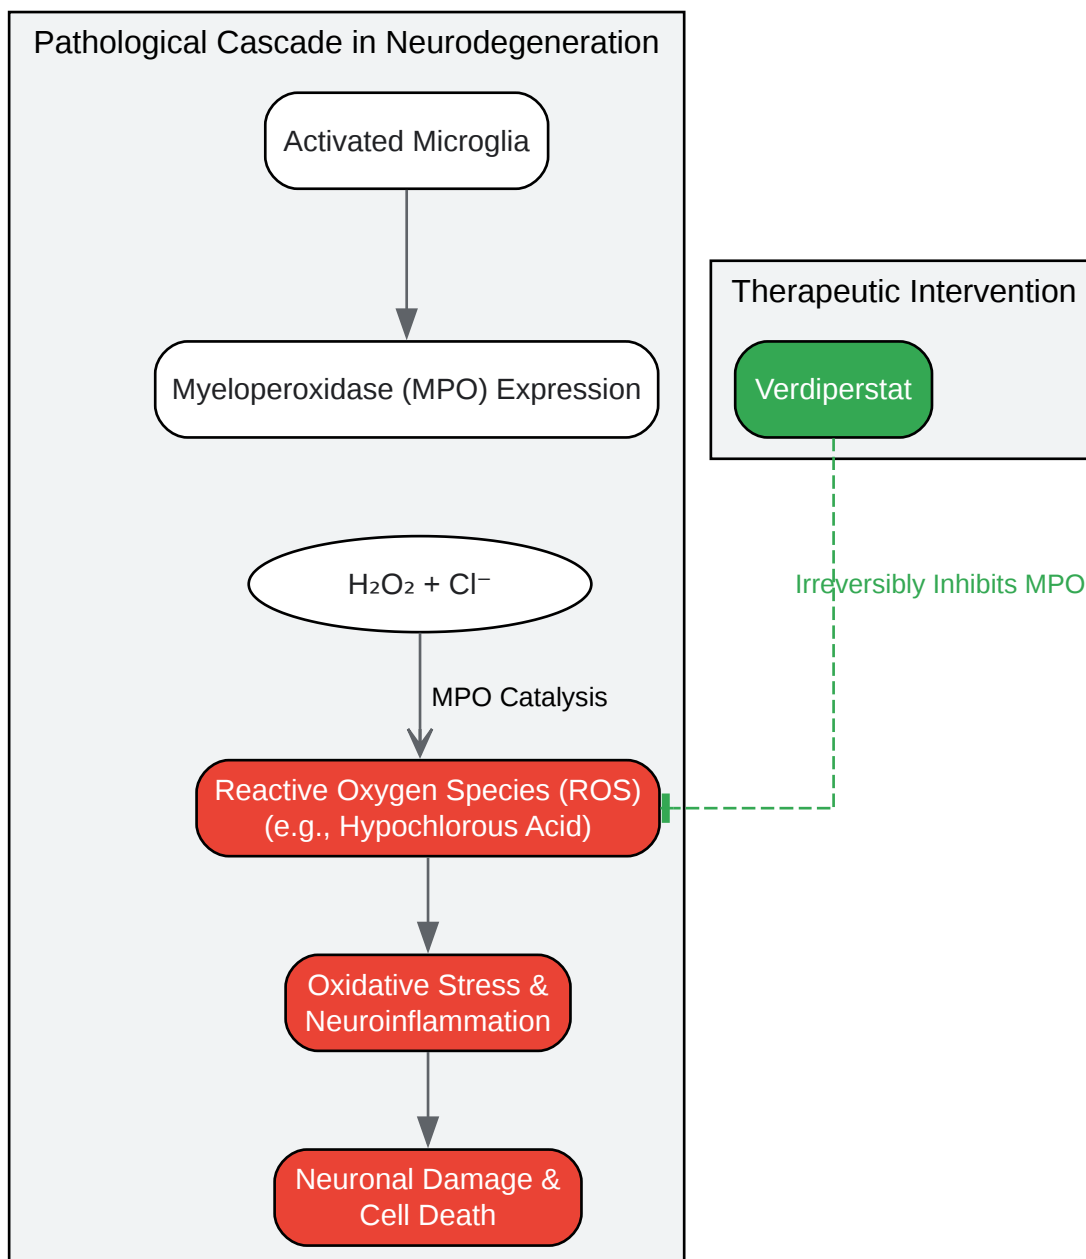 Pathological Cascade in Neurodegeneration
Activated Microglia
Myeloperoxidase (MPO) Expression
H₂O₂ + Cl⁻
MPO Catalysis
Reactive Oxygen Species (ROS)
(e.g., Hypochlorous Acid)
Oxidative Stress &
Neuroinflammation
Neuronal Damage &
Cell Death
Therapeutic Intervention
Verdiperstat
Irreversibly Inhibits MPO